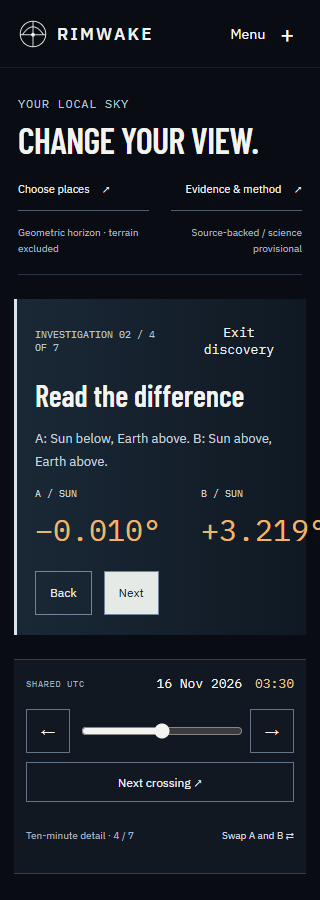 RIMWAKE
Menu +
YOUR LOCAL SKY
CHANGE YOUR VIEW.
Choose places ↗
Evidence & method ↗
Geometric horizon · terrain
excluded
Source-backed / science
provisional
INVESTIGATION 02 / 4
OF 7
Exit
discovery
Read the difference
A: Sun below, Earth above. B: Sun above,
Earth above.
A / SUN
B / SUN
−0.010°
+3.219°
Back
Next
SHARED UTC
16 Nov 2026 03:30
←
→
Next crossing ↗
Ten-minute detail · 4 / 7
Swap A and B ⇄